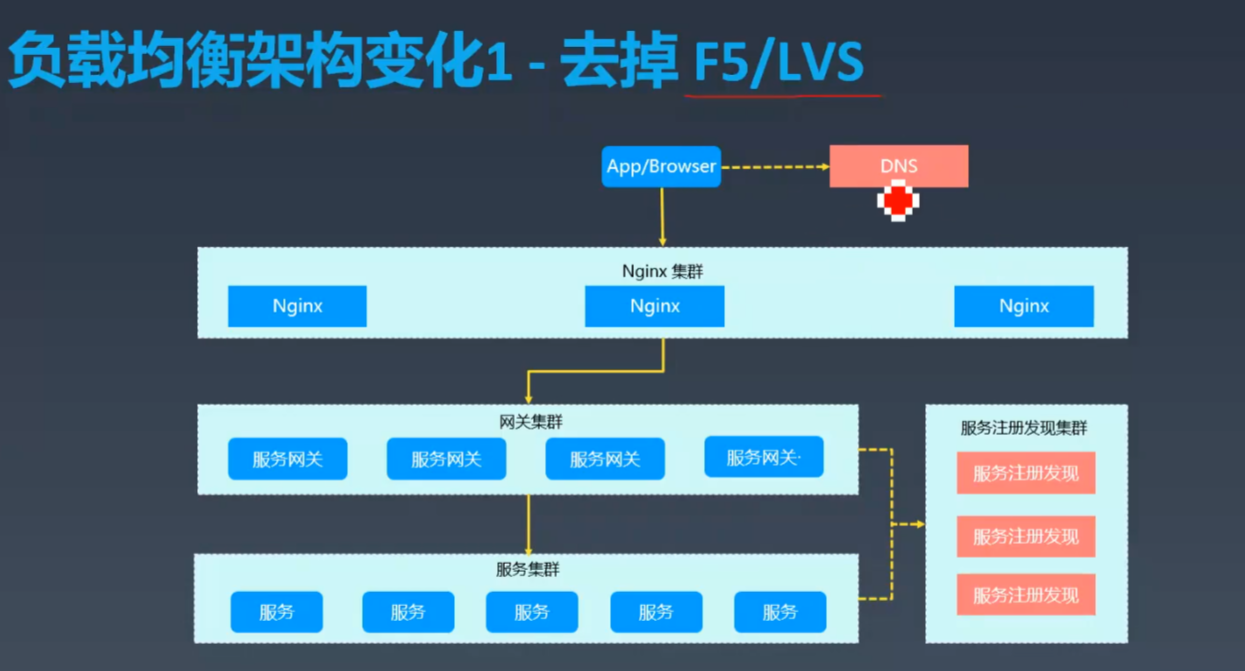 负载均衡架构变化1 - 去掉 F5/LVS
App/Browser
DNS
Nginx 集群
Nginx
Nginx
Nginx
网关集群
服务网关
服务网关
服务网关
服务网关·
服务注册发现集群
服务注册发现
服务注册发现
服务注册发现
服务集群
服务
服务
服务
服务
服务